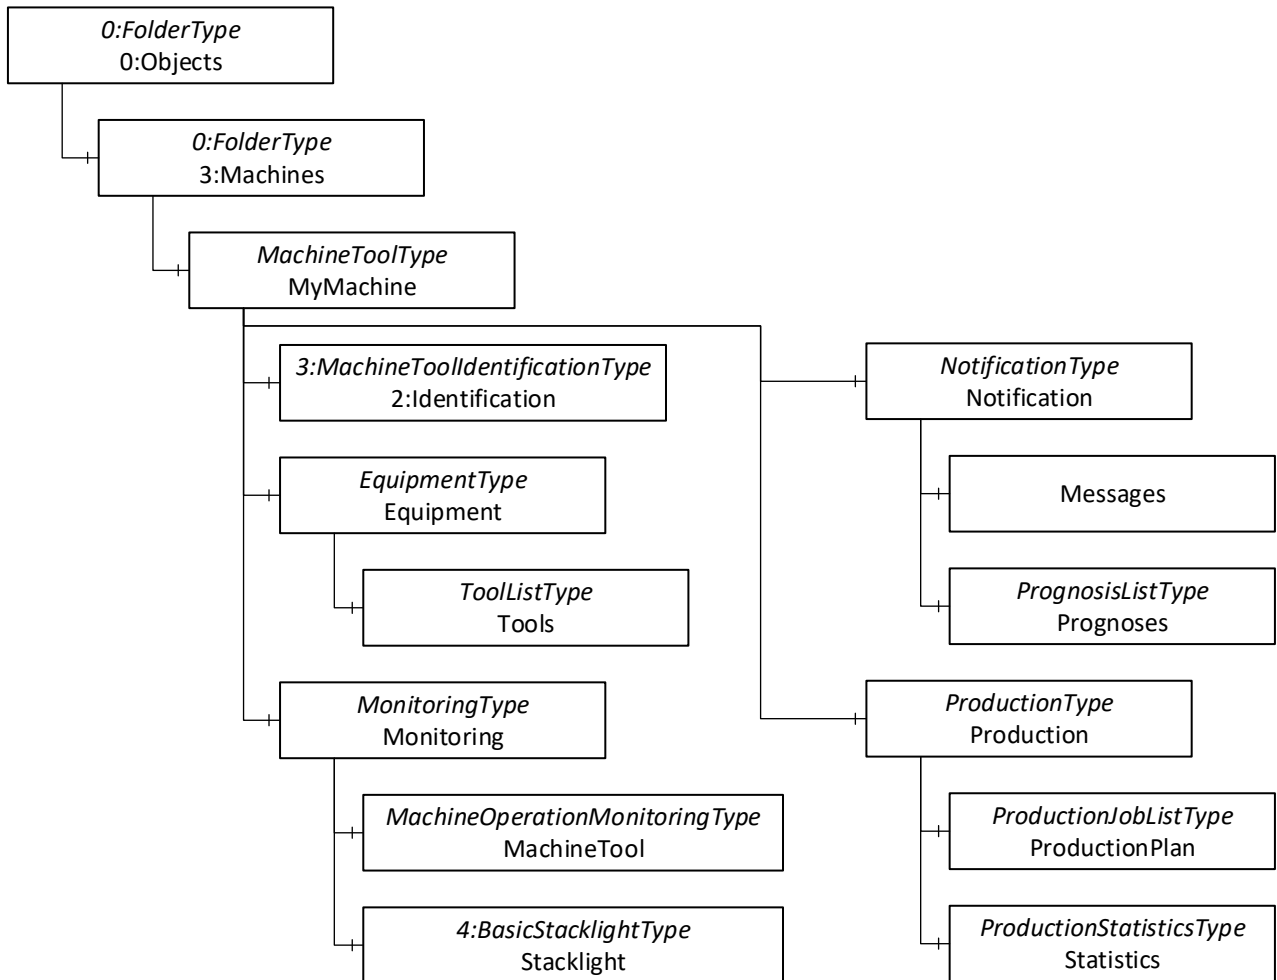 0:FolderType
0:Objects
0:FolderType
3:Machines
MachineToolType
MyMachine
3:MachineToolIdentificationType
2:Identification
EquipmentType
Equipment
ToolListType
Tools
MonitoringType
Monitoring
MachineOperationMonitoringType
MachineTool
4:BasicStacklightType
Stacklight
NotificationType
Notification
Messages
PrognosisListType
Prognoses
ProductionType
Production
ProductionJobListType
ProductionPlan
ProductionStatisticsType
Statistics